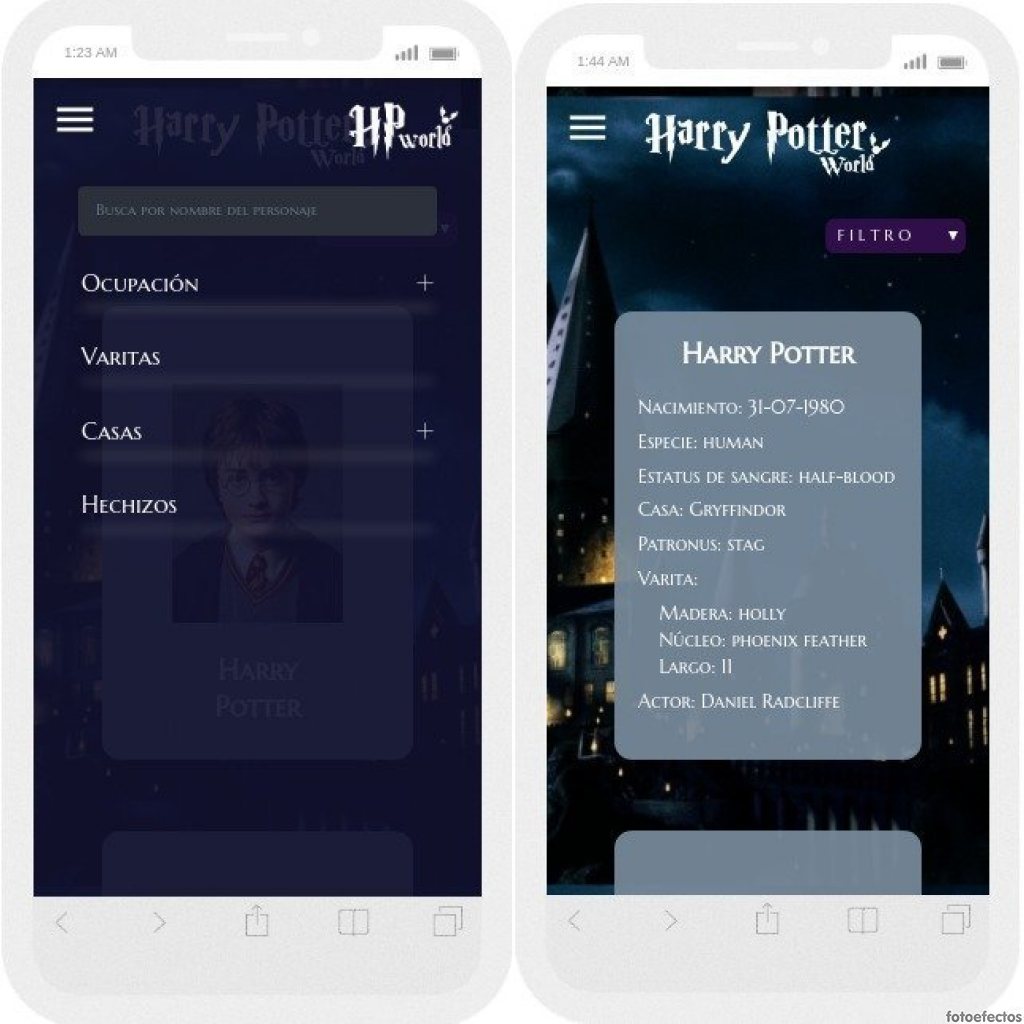 1:23 AM
Harry Potter
World
HP world
Busca por nombre del personaje
Ocupación +
Varitas
Casas +
Hechizos
Harry
Potter
1:44 AM
Harry Potter
World
FILTRO ▼
Harry Potter
Nacimiento: 31-07-1980
Especie: human
Estatus de sangre: half-blood
Casa: Gryffindor
Patronus: stag
Varita:
Madera: holly
Núcleo: phoenix feather
Largo: 11
Actor: Daniel Radcliffe
fotoefectos